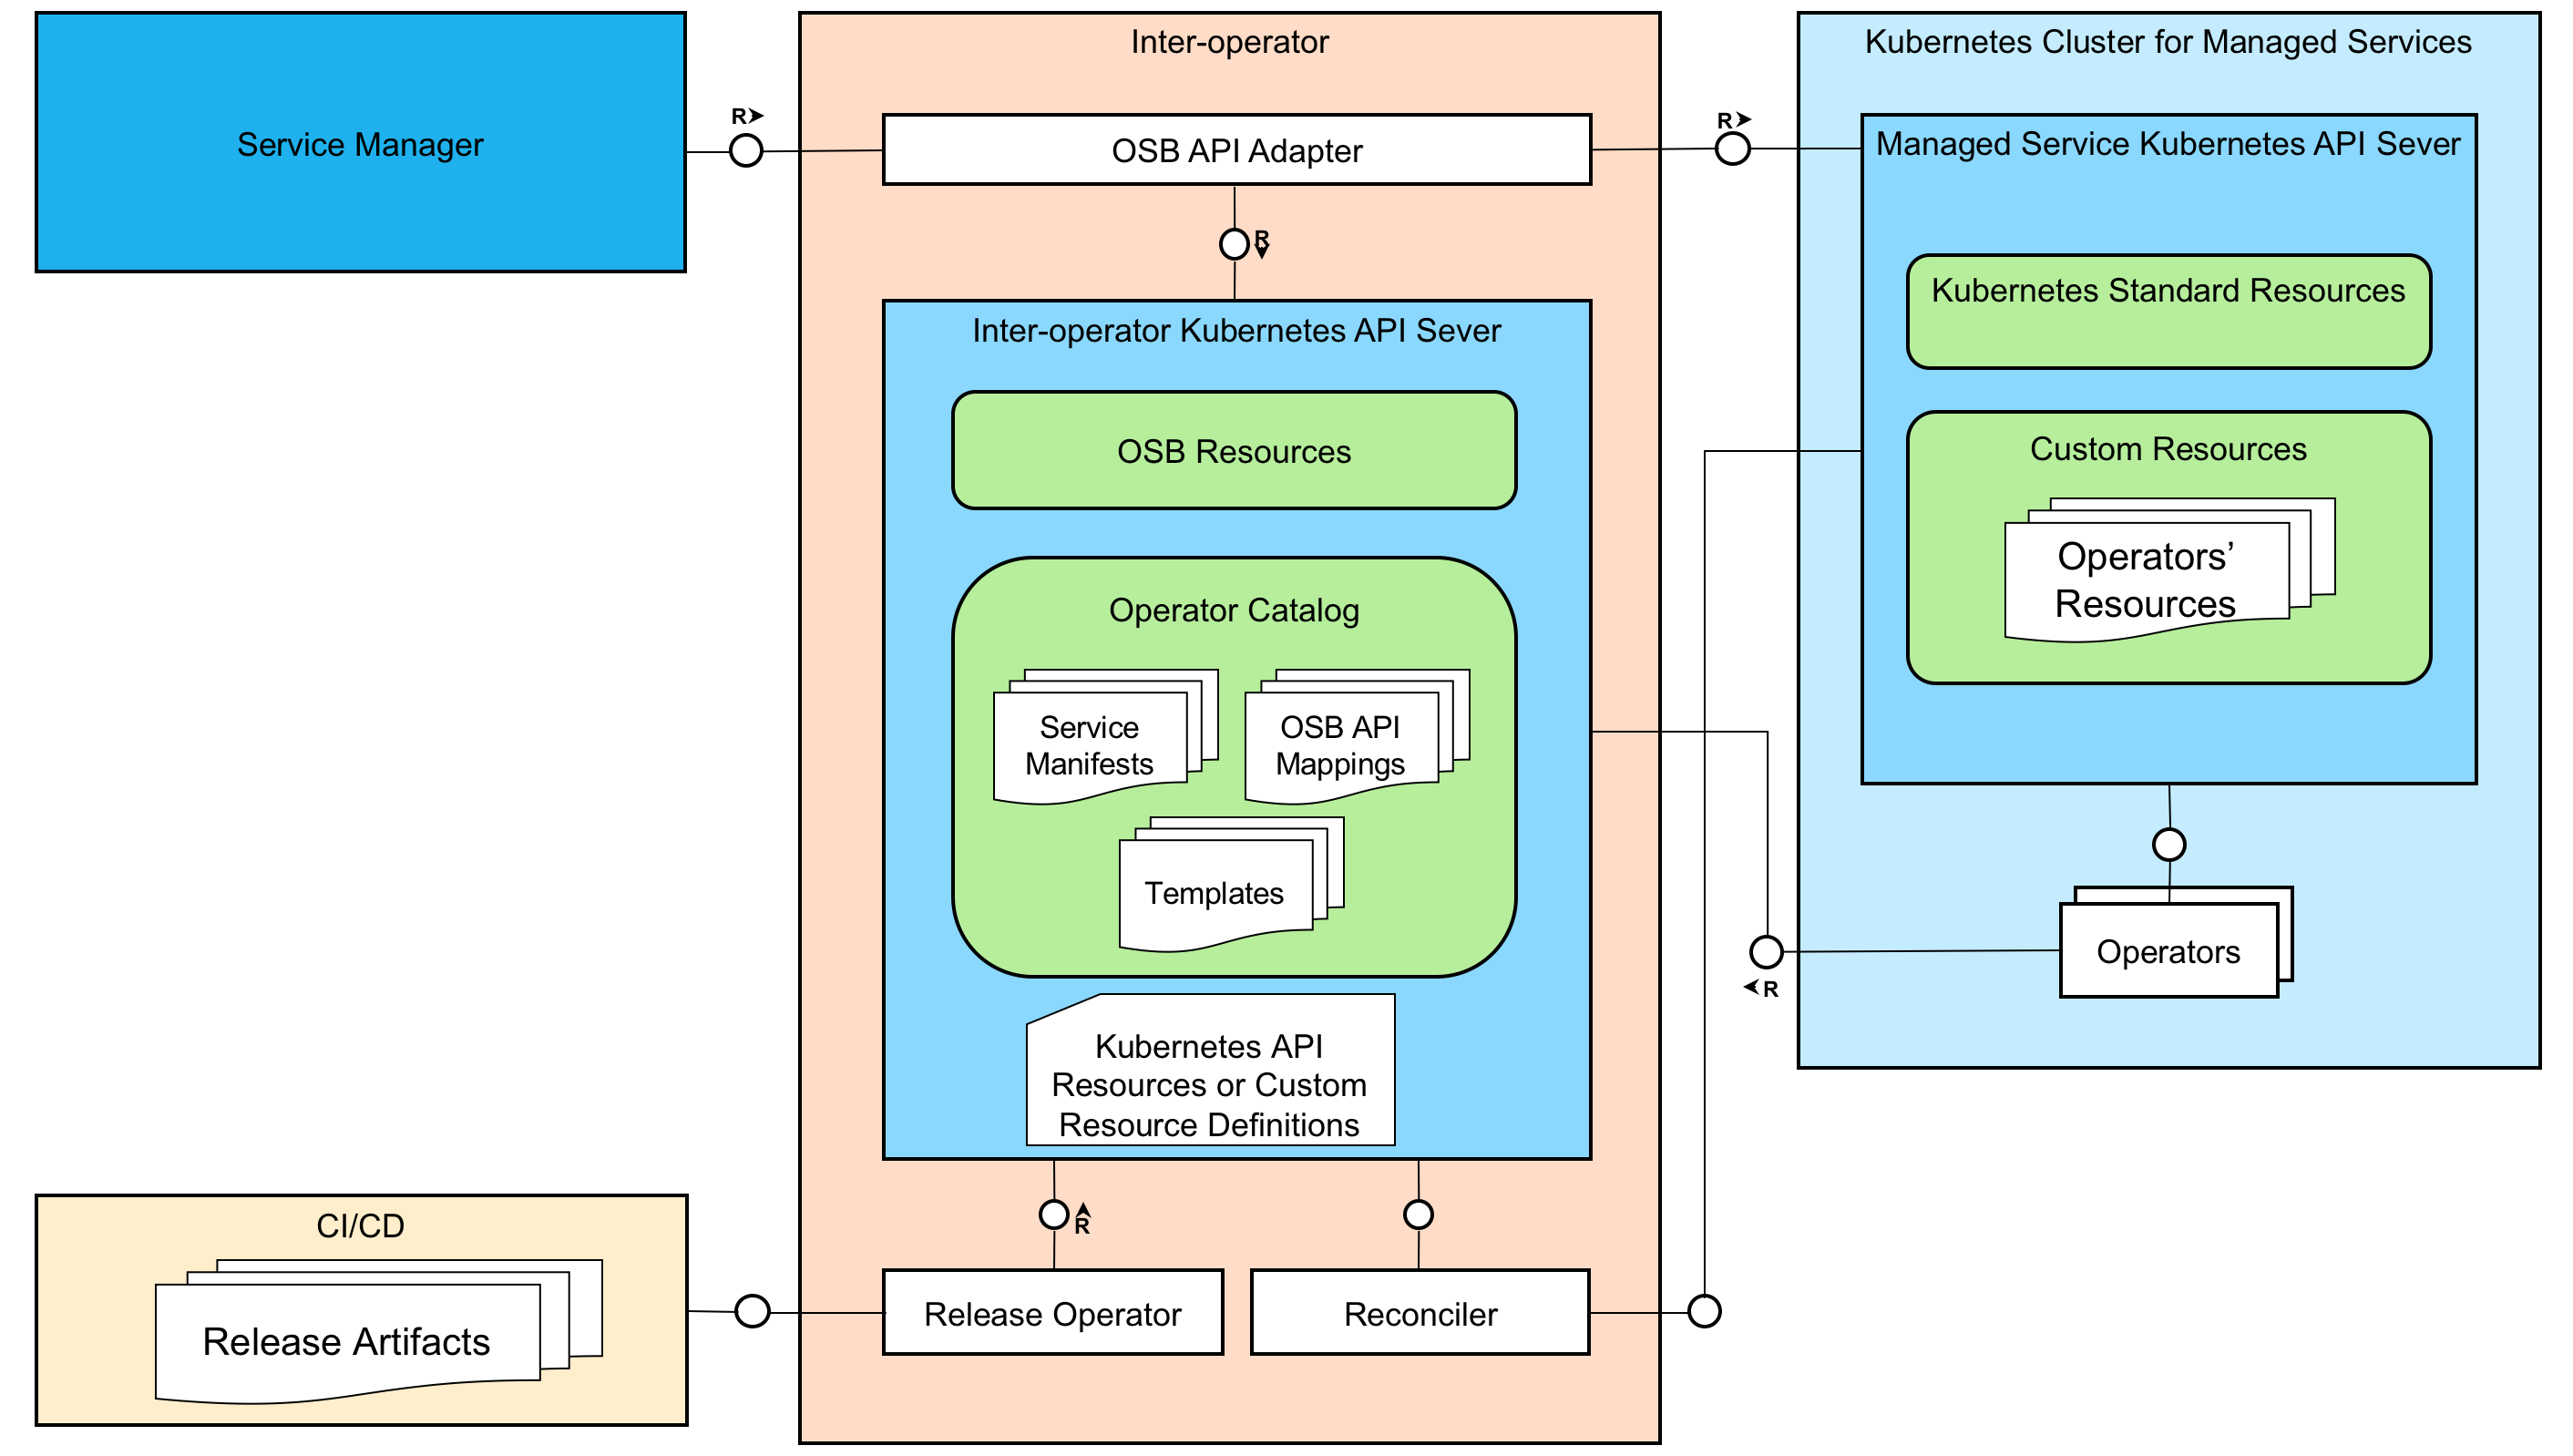 Service Manager
R
Inter-operator
OSB API Adapter
R
R
Inter-operator Kubernetes API Sever
OSB Resources
Operator Catalog
Service
Manifests
OSB API
Mappings
Templates
Kubernetes API
Resources or Custom
Resource Definitions
R
Release Operator
Reconciler
CI/CD
Release Artifacts
Kubernetes Cluster for Managed Services
Managed Service Kubernetes API Sever
Kubernetes Standard Resources
Custom Resources
Operators’
Resources
Operators
R